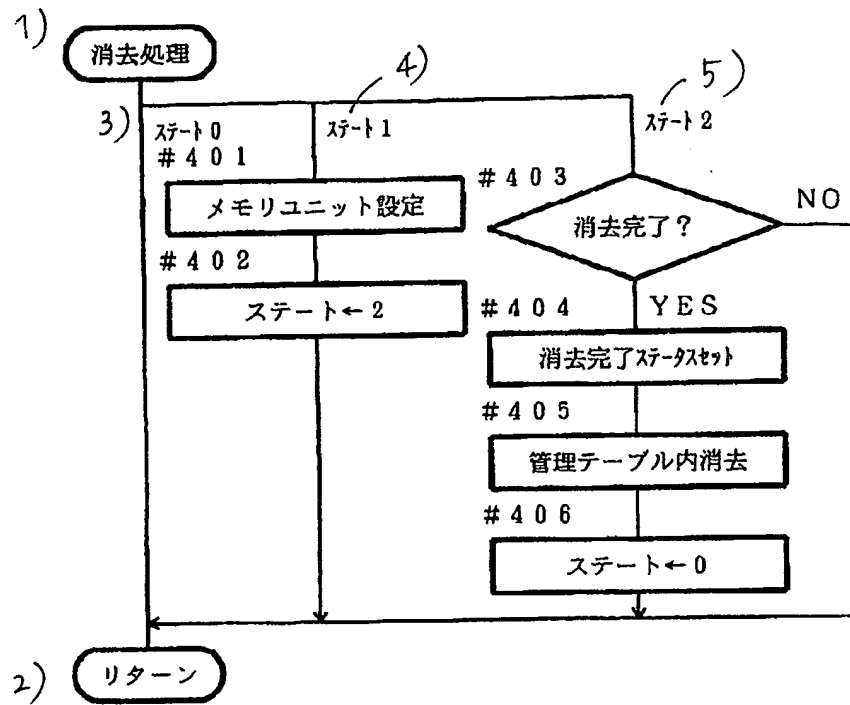 1)
消去処理
4)
5)
3)
ステート0
ステート1
ステート2
#401
メモリユニット設定
#402
ステート←2
#403
消去完了?
NO
YES
#404
消去完了ステータスセット
#405
管理テーブル内消去
#406
ステート←0
2)
リターン